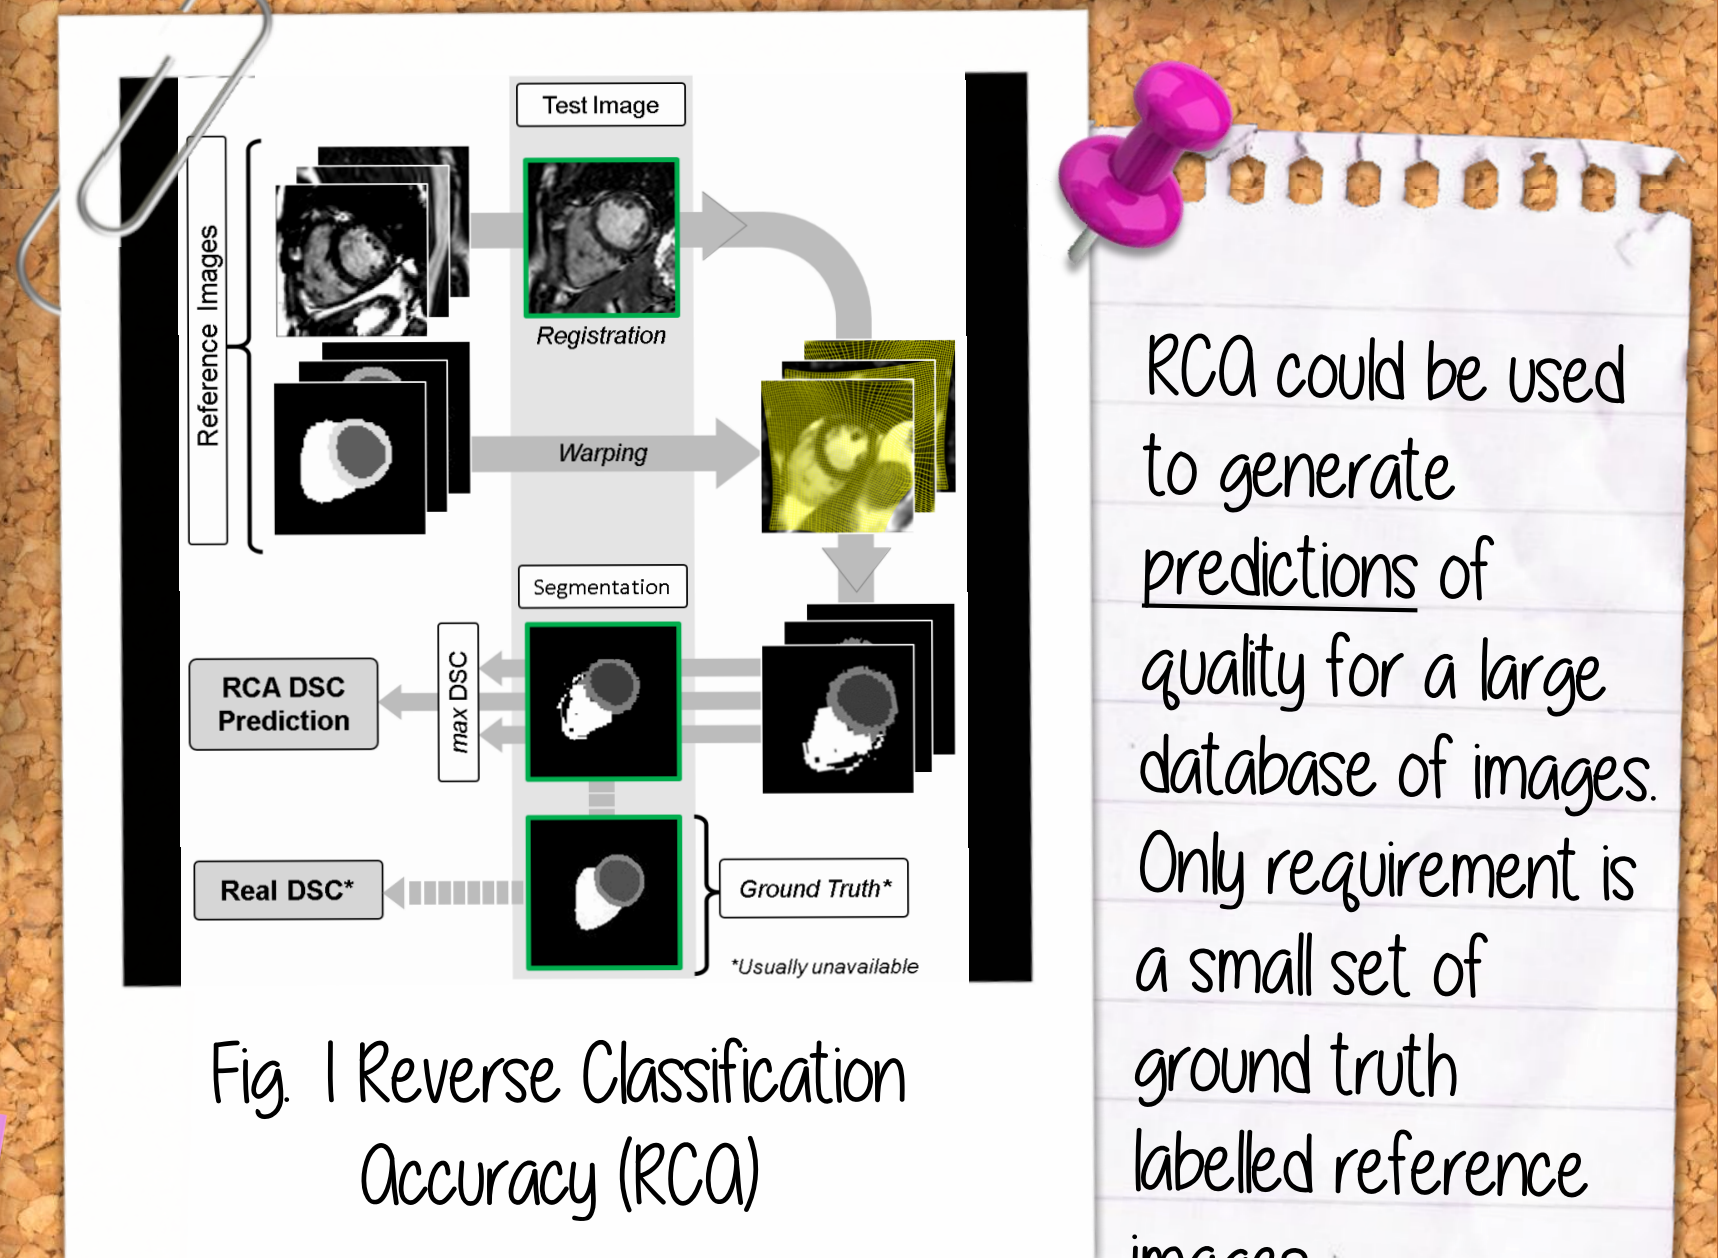 Test Image
Reference Images
Registration
Warping
Segmentation
max DSC
RCA DSC
Prediction
Real DSC*
Ground Truth*
*Usually unavailable
Fig. 1 Reverse Classification
Accuracy (RCA)
RCA could be used
to generate
predictions of
quality for a large
database of images.
Only requirement is
a small set of
ground truth
labelled reference
images